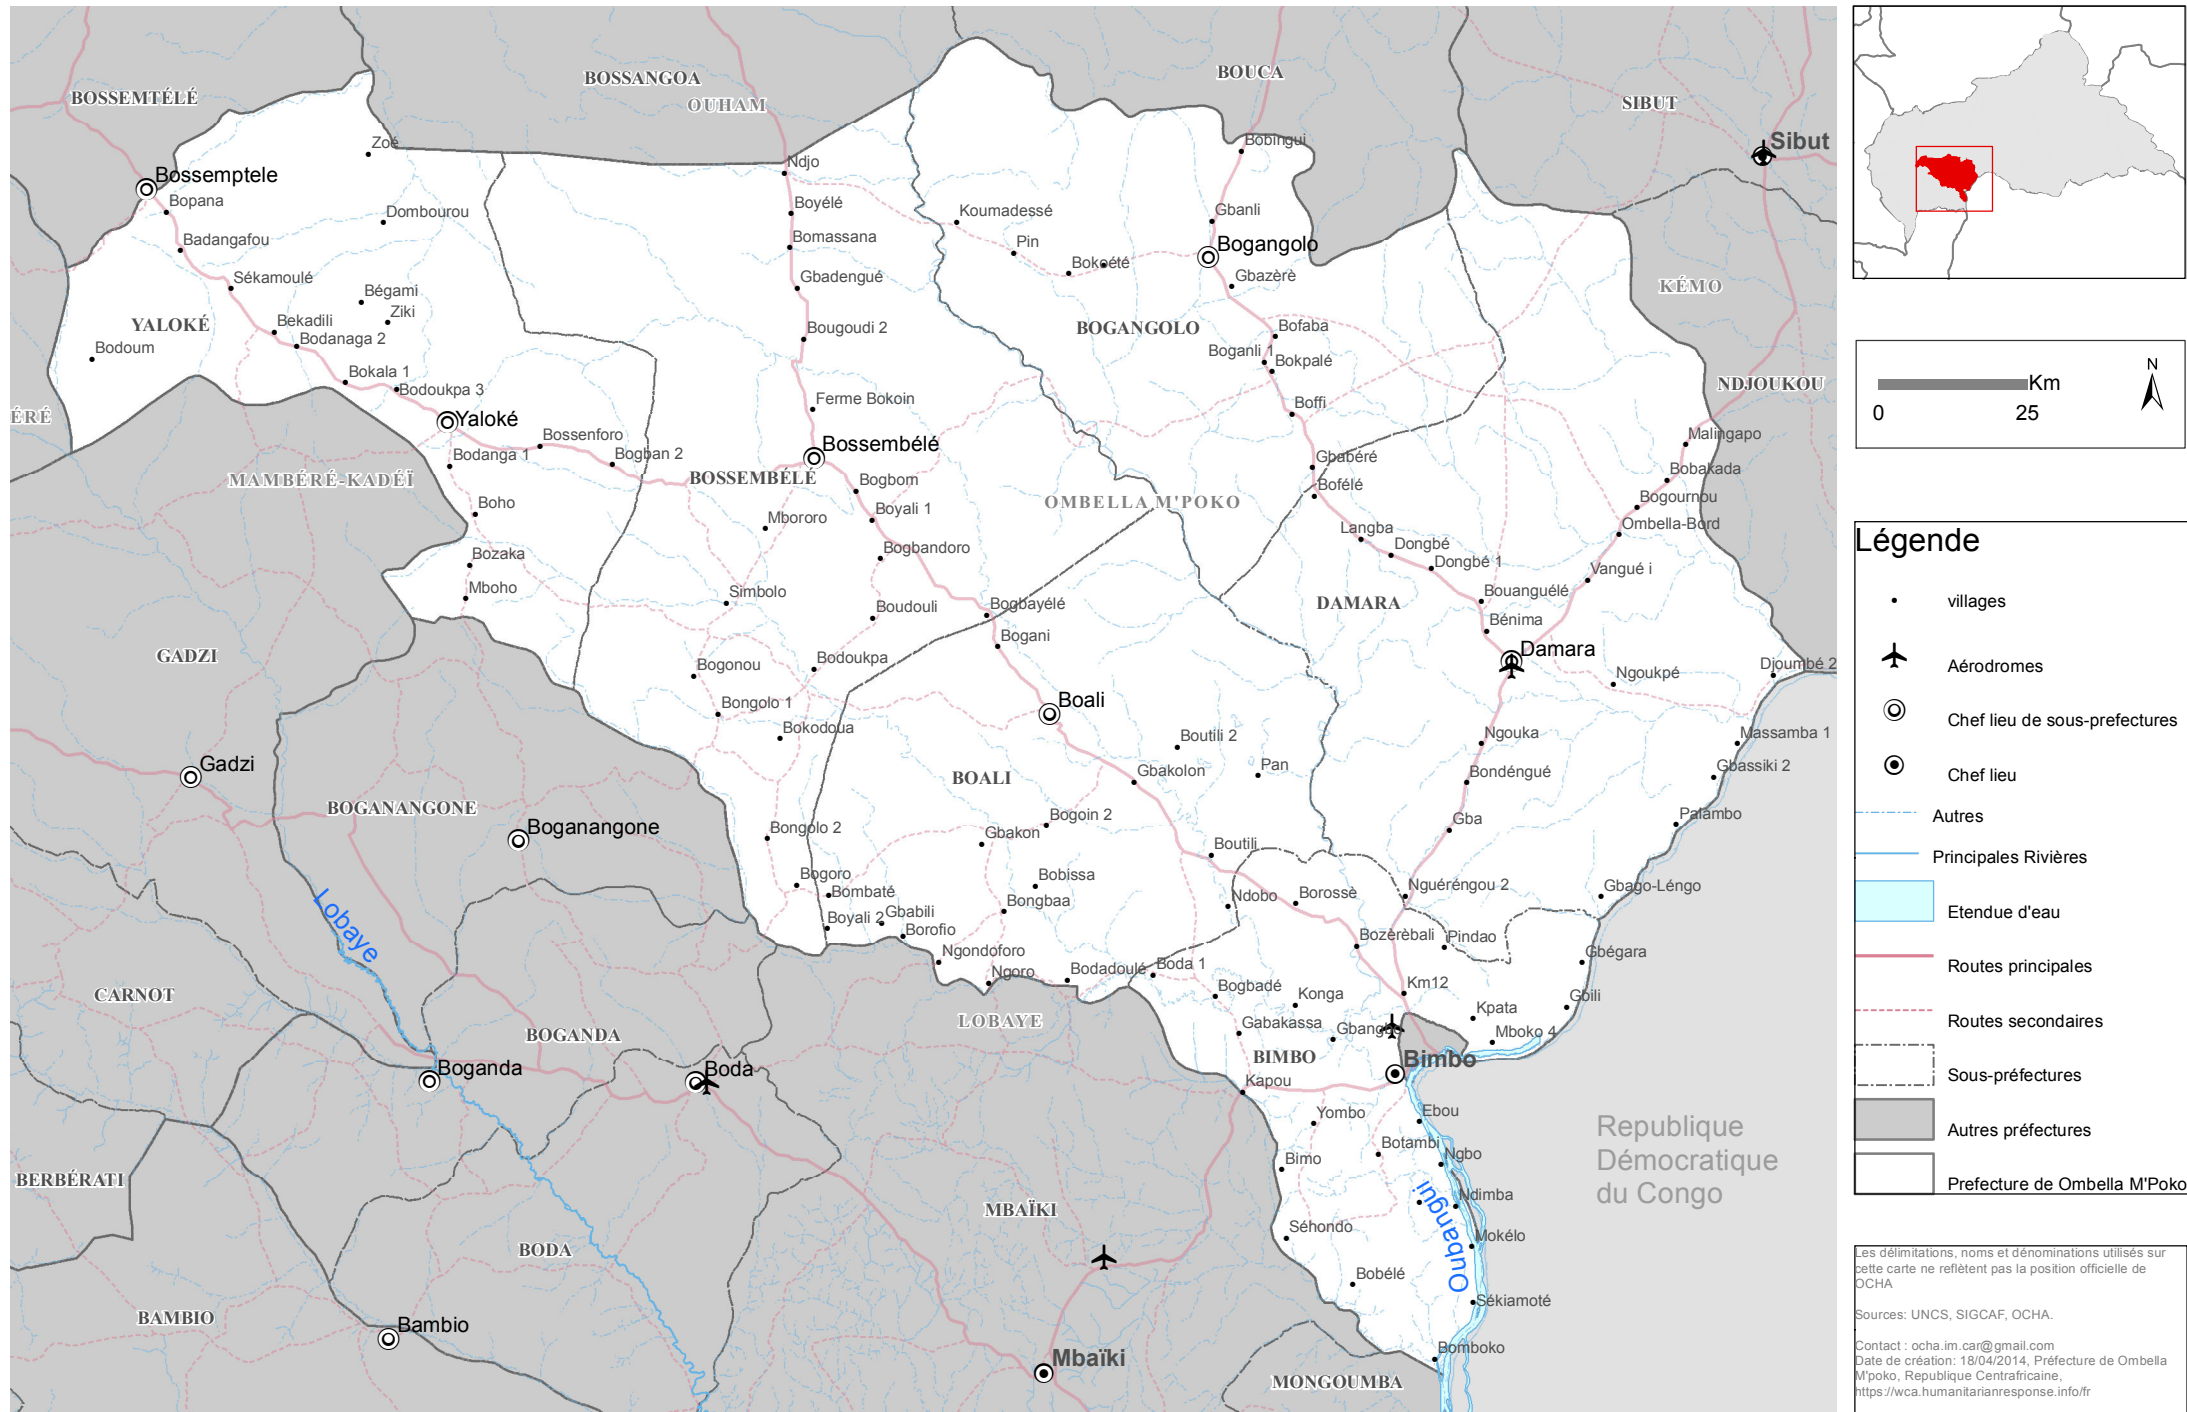 BOSSANGOA
BOUCA
BOSSEMTÉLÉ
OUHAM
SIBUT
Sibut
Zoé
Bobingui
Ndjo
Bossemptele
Bopana
Dombourou
Boyélé
Koumadessé
Gbanli
Badangafou
Bomassana
Pin
Bokoété
Bogangolo
Sékamoulé
Gbadengué
Gbazèrè
KÉMO
Bégami
Ziki
YALOKÉ
Bekadili
Bodanaga 2
Bougoudi 2
BOGANGOLO
Bofaba
Bodoum
Boganli 1
Bokpalé
Bokala 1
Bodoukpa 3
NDJOUKOU
ÉRÉ
Yaloké
Ferme Bokoin
Boffi
Bossenforo
Bossembélé
Malingapo
Bodanga 1
Bogban 2
Gbabéré
Bobakada
MAMBÉRÉ-KADÉÏ
BOSSEMBÉLÉ
Bogbom
Bofélé
Bogournou
Boho
Boyali 1
OMBELLA M'POKO
Mbororo
Langba
Ombella-Bord
Bozaka
Bogbandoro
Dongbé
Dongbé 1
Vangué i
Mboho
Simbolo
Boudouli
Bogbayélé
DAMARA
Bouanguélé
Bénima
GADZI
Bogani
Damara
Bogonou
Bodoukpa
Ngoukpé
Djoumbé 2
Bongolo 1
Boali
Bokodoua
Boutili 2
Ngouka
Massamba 1
Gadzi
BOALI
Gbakolon
Pan
Bondéngué
Gbassiki 2
BOGANANGONE
Boganangone
Bongolo 2
Gbakon
Bogoin 2
Gba
Palambo
Boutili
Bogoro
Bombaté
Bobissa
Ndobo
Borossè
Nguéréngou 2
Gbago-Léngo
Lobaye
Boyali 2
Gbabili
Borofio
Bongbaa
Bozèrèbali
Pindao
Gbégara
Ngondoforo
Ngoro
Bodadoulé
Boda 1
CARNOT
Bogbadé
Konga
Km12
Kpata
Gbili
BOGANDA
LOBAYE
Gabakassa
Gbangbo
Mboko 4
BIMBO
Bimbo
Boganda
Boda
Kapou
Yombo
Ebou
Botambi
Republique
Démocratique
du Congo
BERBÉRATI
Bimo
Ngbo
Ndimba
MBAÏKI
Oubangui
Séhondo
Mokélo
BODA
Bobélé
Sékiamoté
BAMBIO
Bambio
Mbaïki
Bomboko
MONGOUMBA
Km
0
25
N
Légende
villages
Aérodromes
Chef lieu de sous-prefectures
Chef lieu
Autres
Principales Rivières
Etendue d'eau
Routes principales
Routes secondaires
Sous-préfectures
Autres préfectures
Prefecture de Ombella M'Poko
Les délimitations, noms et dénominations utilisés sur
cette carte ne reflètent pas la position officielle de
OCHA
Sources: UNCS, SIGCAF, OCHA.
Contact : ocha.im.car@gmail.com
Date de création: 18/04/2014, Préfecture de Ombella
M'poko, Republique Centrafricaine,
https://wca.humanitarianresponse.info/fr